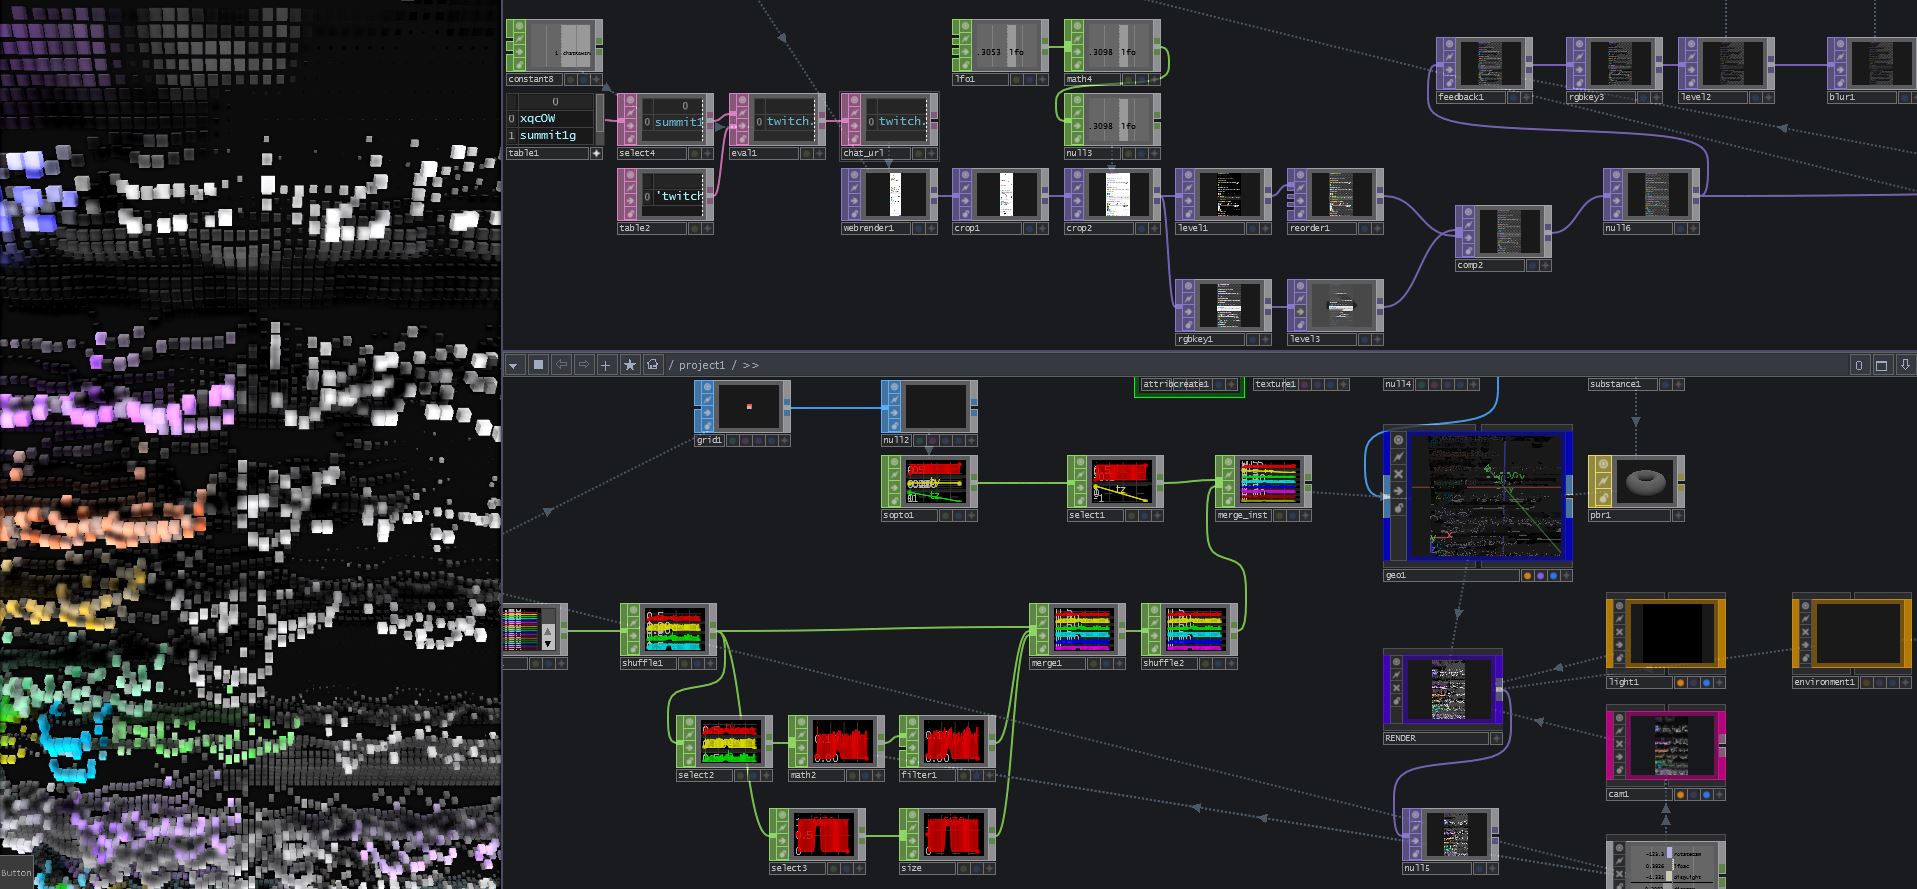 .3053 lfo
.3098 lfo
constant8
lfo1
math4
feedback1
rgbkey3
level2
blur1
0
0 xqcOW
1 summit1g
0
0 summit1
0 twitch.
0 twitch.
.3098 lfo
table1
select4
eval1
chat_url
null3
0 'twitch
table2
webrender1
crop1
crop2
level1
reorder1
null6
comp2
rgbkey1
level3
/ project1 / >>
0
attribcreate1
texture1
null4
substance1
grid1
null2
sopto1
select1
merge_inst
pbr1
geo1
shuffle1
merge1
shuffle2
light1
environment1
RENDER
select2
math2
filter1
cam1
select3
size
null5
Button